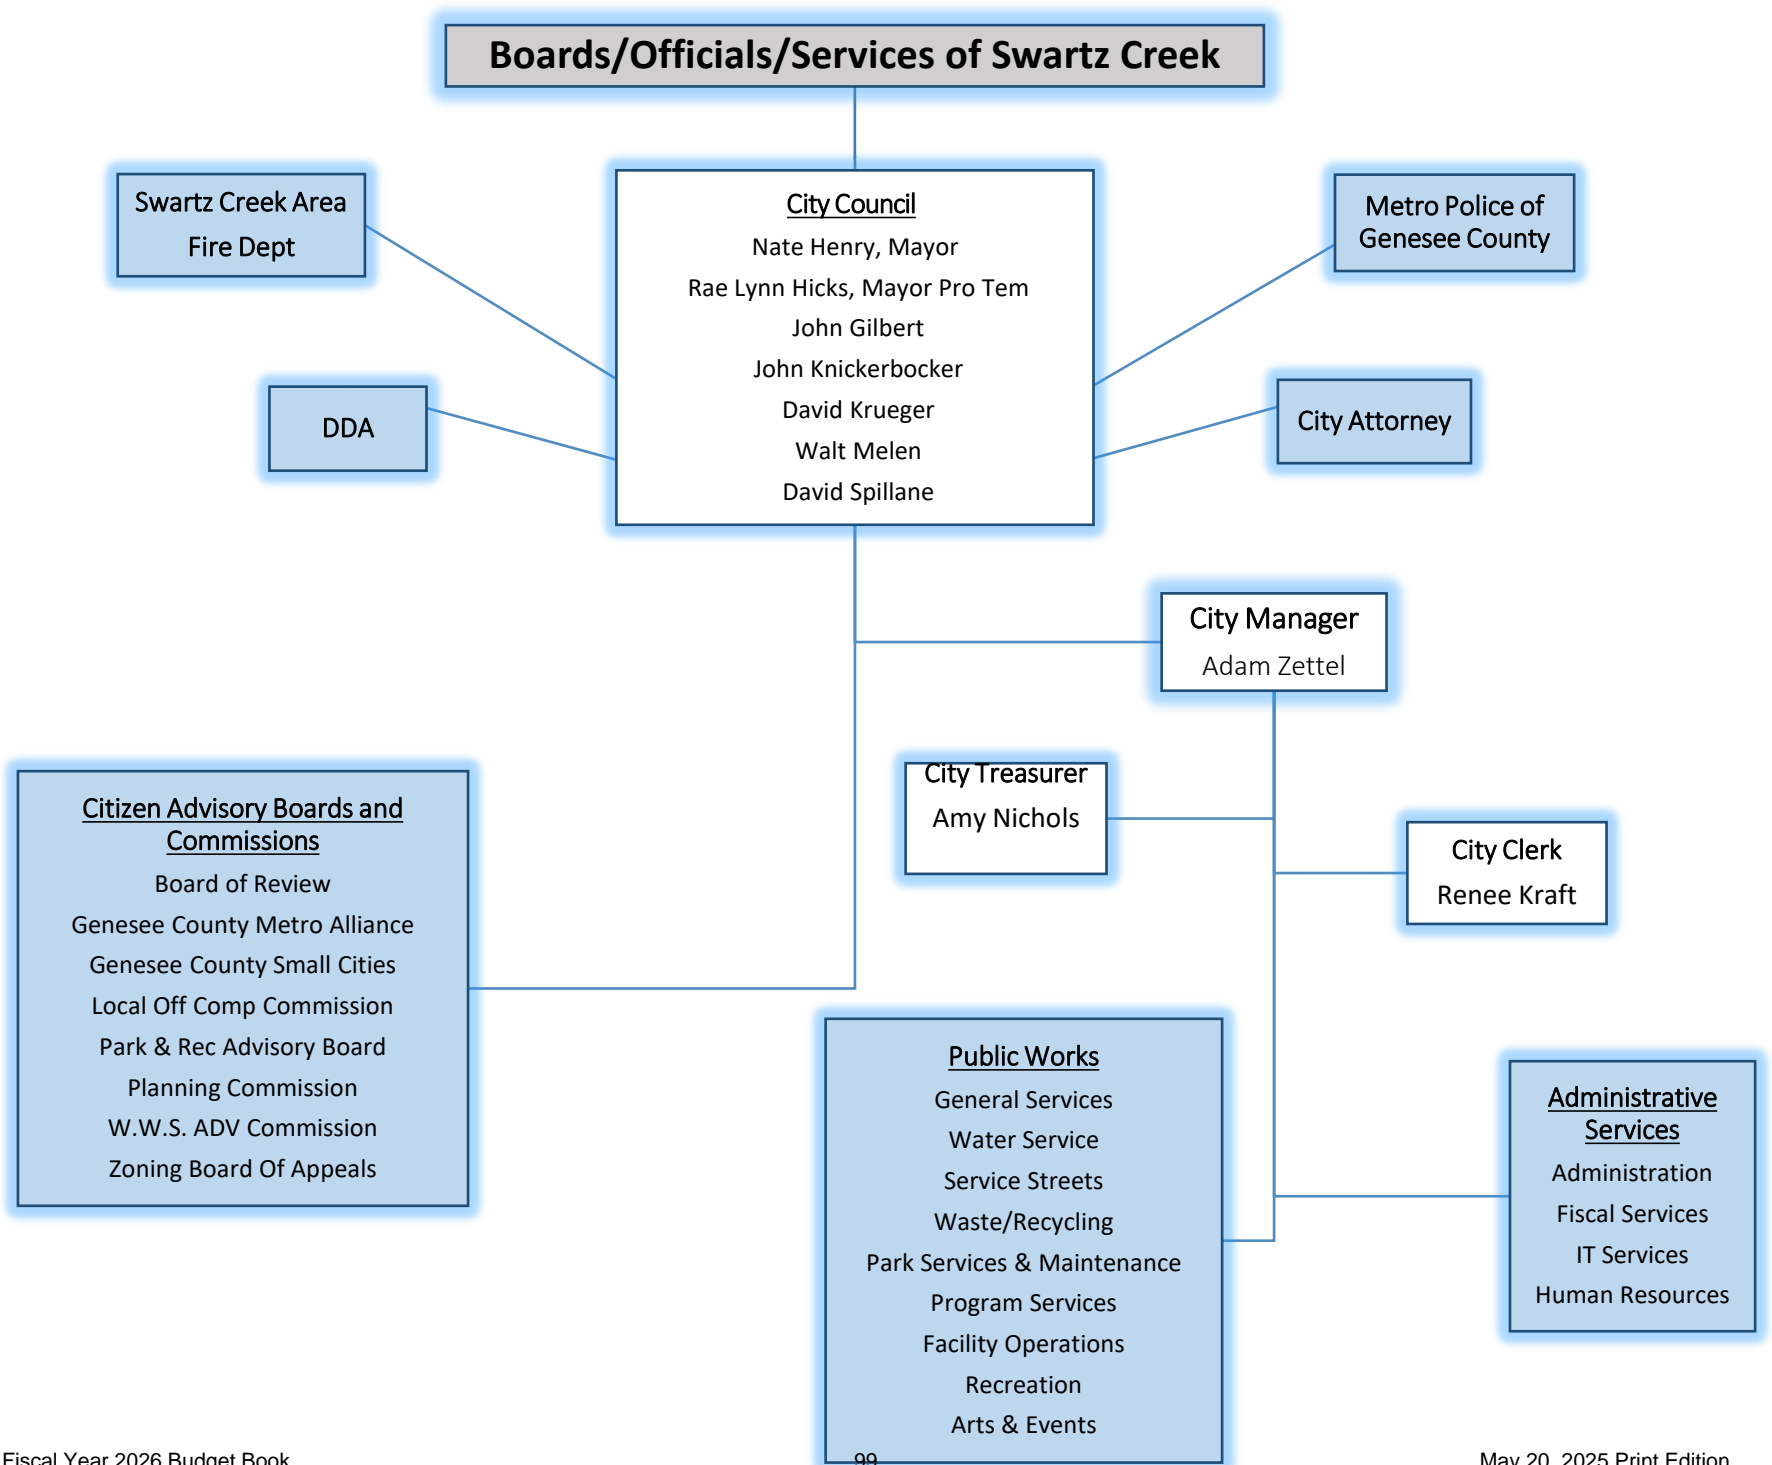 Boards/Officials/Services of Swartz Creek
Swartz Creek Area
Fire Dept
City Council
Nate Henry, Mayor
Rae Lynn Hicks, Mayor Pro Tem
John Gilbert
John Knickerbocker
David Krueger
Walt Melen
David Spillane
Metro Police of
Genesee County
DDA
City Attorney
City Manager
Adam Zettel
City Treasurer
Amy Nichols
City Clerk
Renee Kraft
Citizen Advisory Boards and
Commissions
Board of Review
Genesee County Metro Alliance
Genesee County Small Cities
Local Off Comp Commission
Park & Rec Advisory Board
Planning Commission
W.W.S. ADV Commission
Zoning Board Of Appeals
Public Works
General Services
Water Service
Service Streets
Waste/Recycling
Park Services & Maintenance
Program Services
Facility Operations
Recreation
Arts & Events
Administrative
Services
Administration
Fiscal Services
IT Services
Human Resources
Fiscal Year 2026 Budget Book
99
May 20, 2025 Print Edition